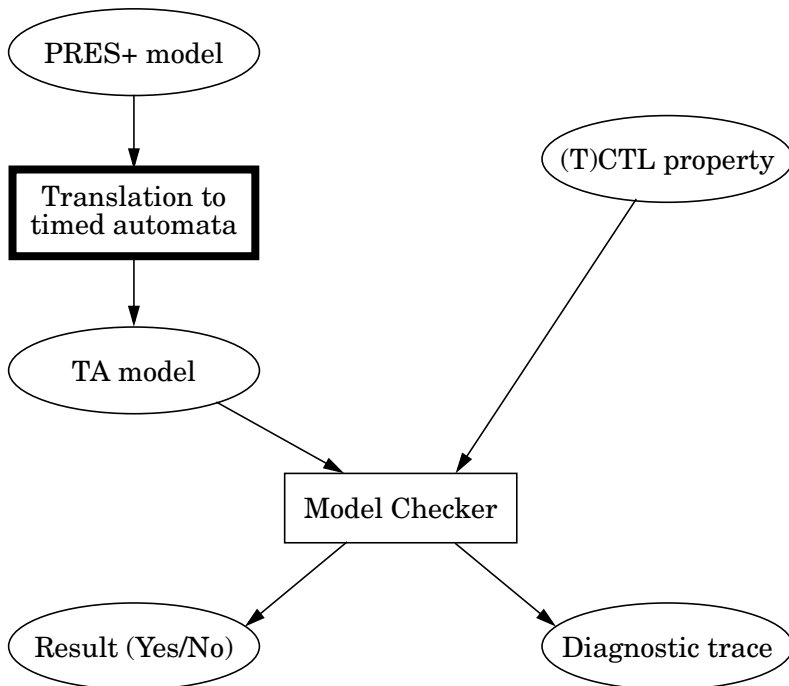 PRES+ model
(T)CTL property
Translation to
timed automata
TA model
Model Checker
Result (Yes/No)
Diagnostic trace